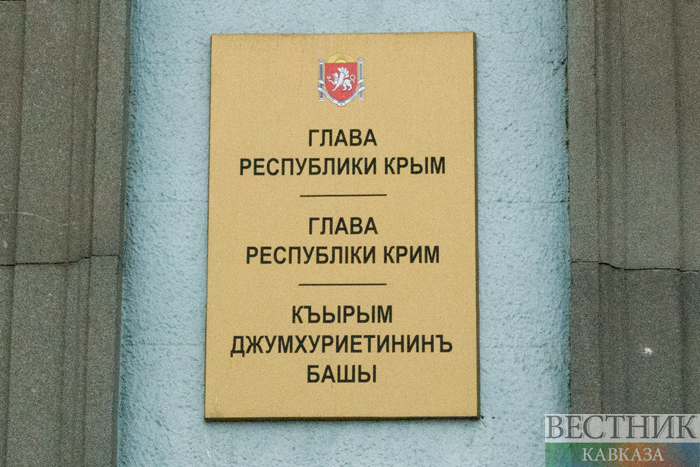 ГЛАВА
РЕСПУБЛИКИ КРЫМ
ГЛАВА
РЕСПУБЛІКИ КРИМ
КЪЫРЫМ
ДЖУМХУРИЕТИНИНЪ
БАШЫ
ВЕСТНИК
КАВКАЗА